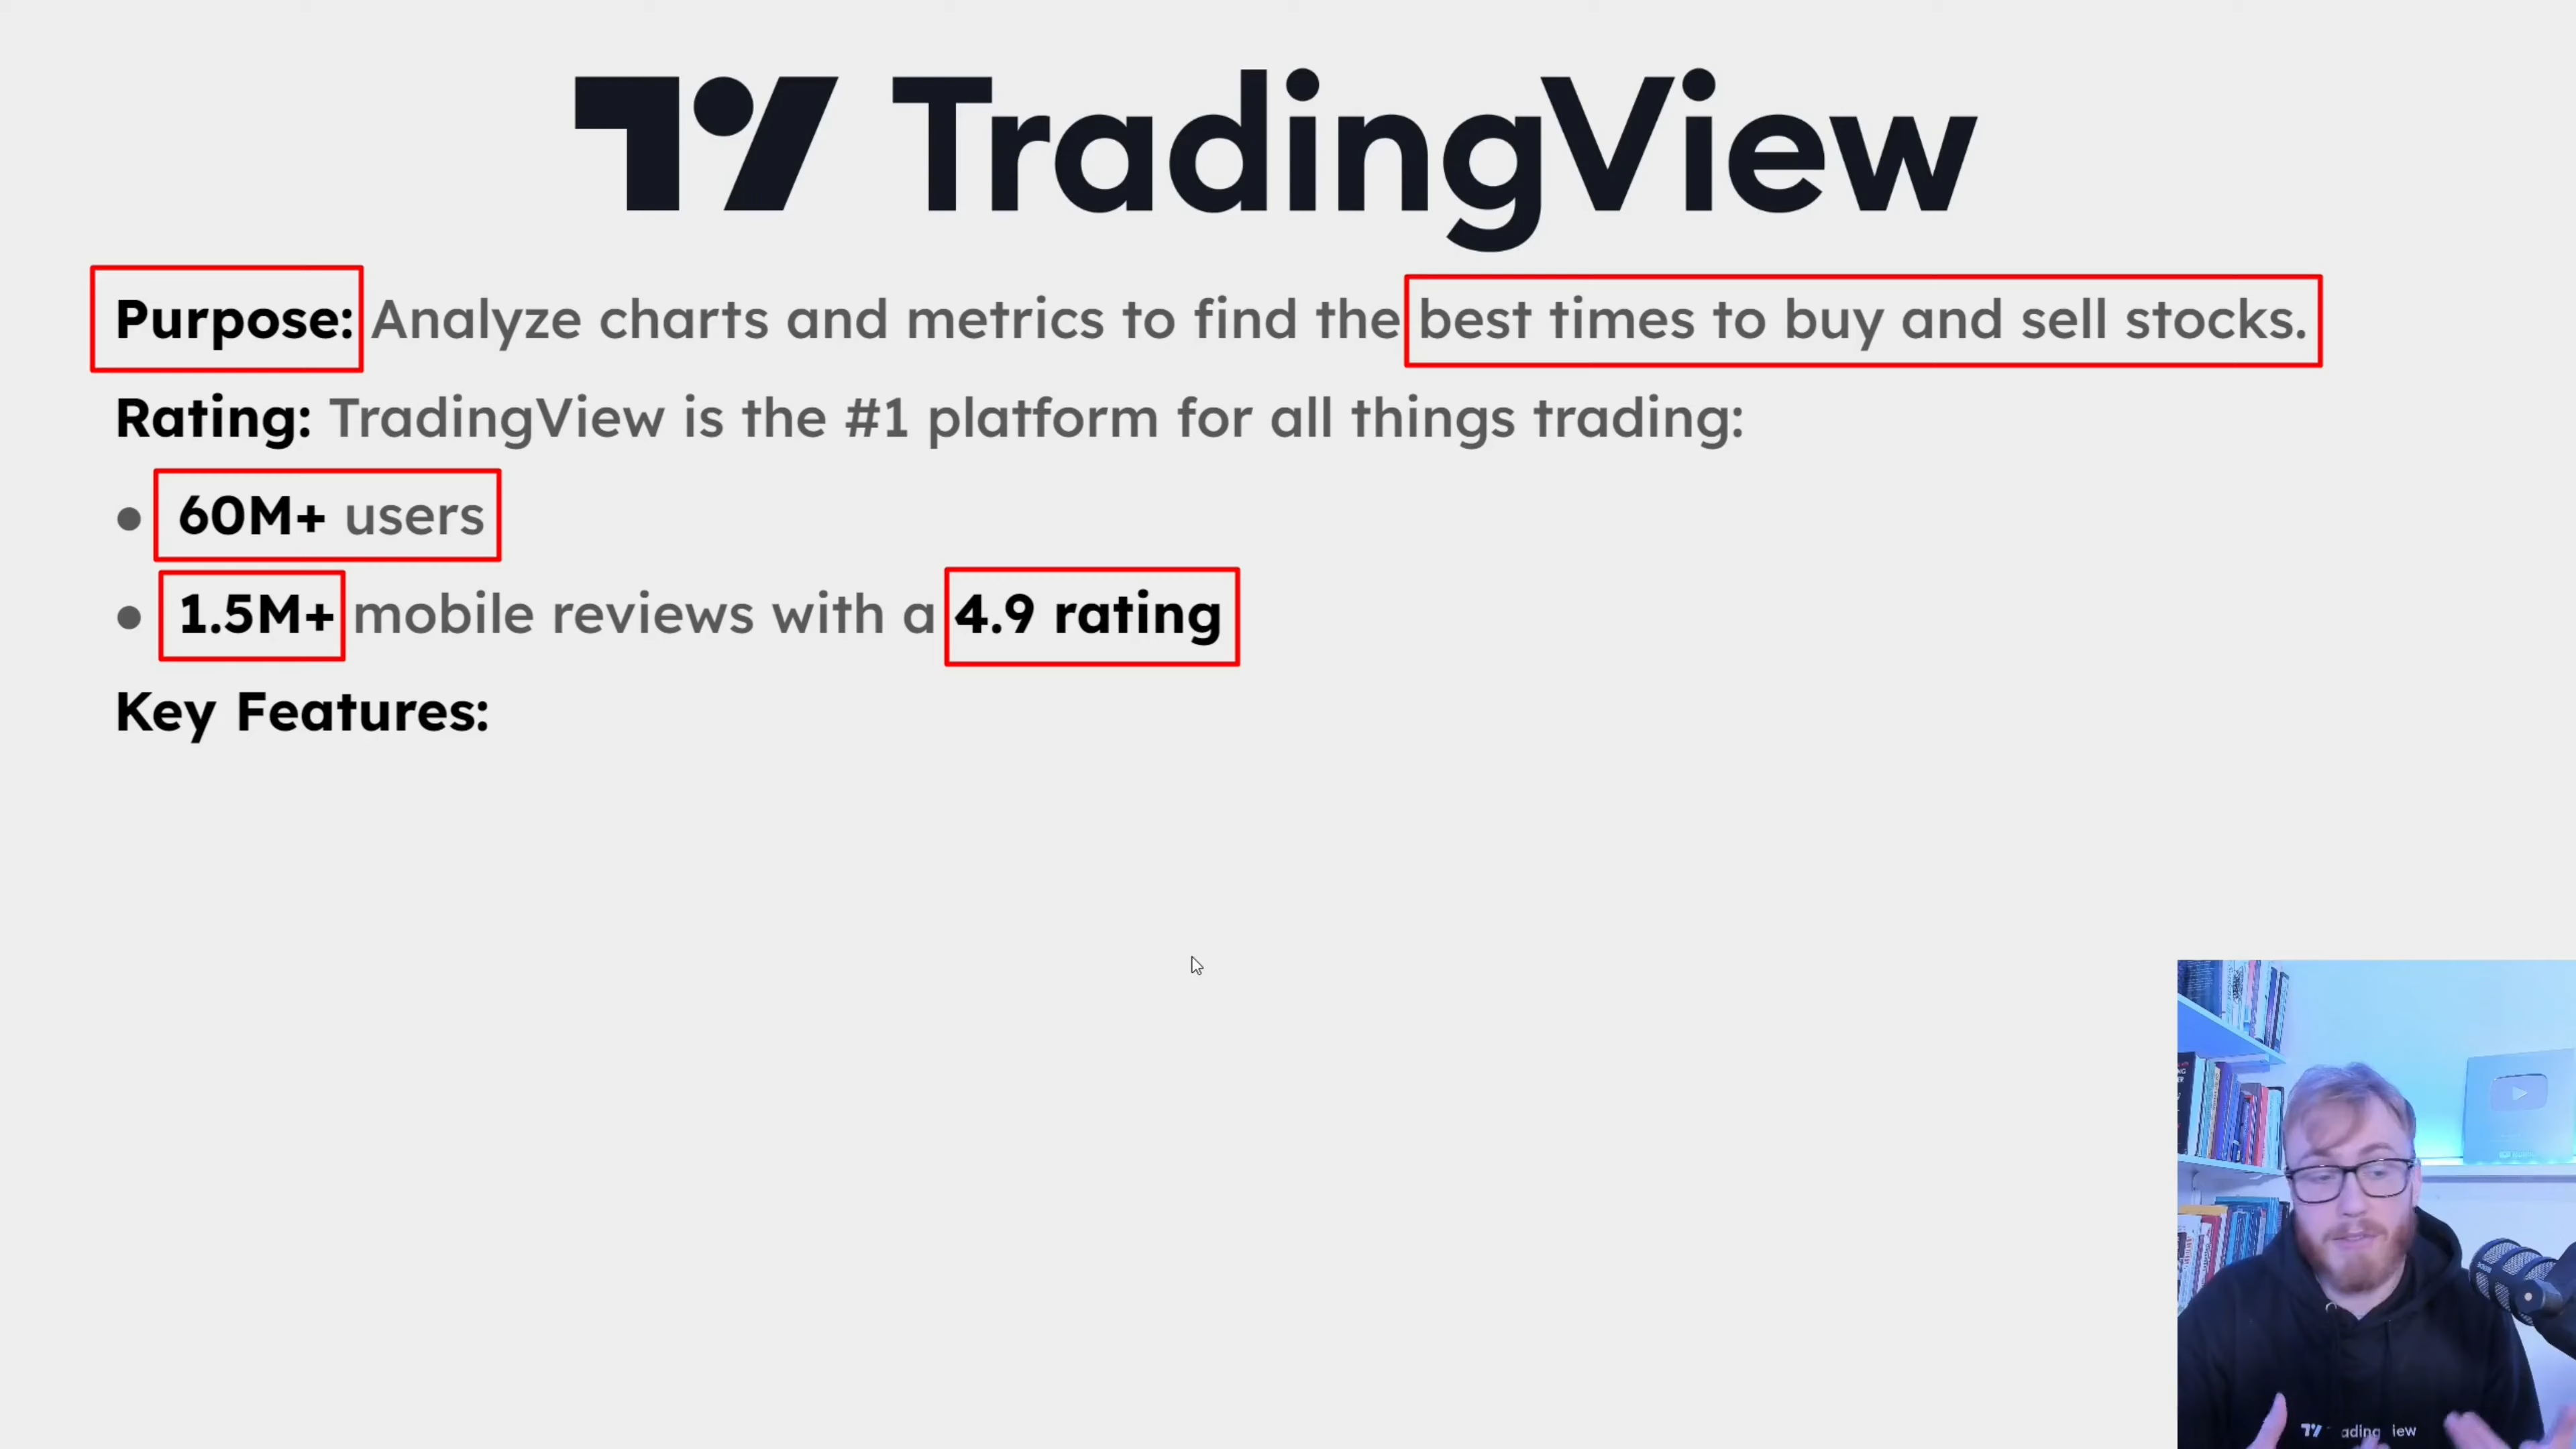 TradingView
Purpose: Analyze charts and metrics to find the best times to buy and sell stocks.
Rating: TradingView is the #1 platform for all things trading:
● 60M+ users
● 1.5M+ mobile reviews with a 4.9 rating
Key Features: